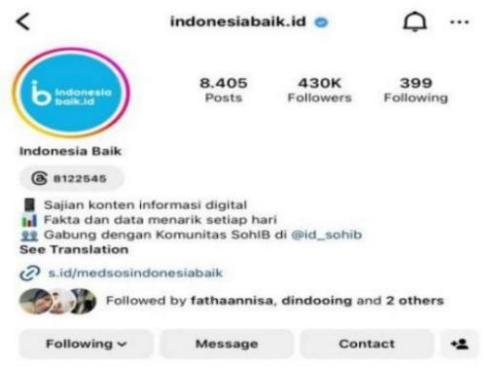 indonesiabaik.id
8.405 430K 399
Posts Followers Following
Indonesia
baik.id
Indonesia Baik
8122545
Sajian konten informasi digital
Fakta dan data menarik setiap hari
Gabung dengan Komunitas SohIB di @id_sohib
See Translation
s.id/medsosindonesiabaik
Followed by fathaannisa, dindooing and 2 others
Following Message Contact